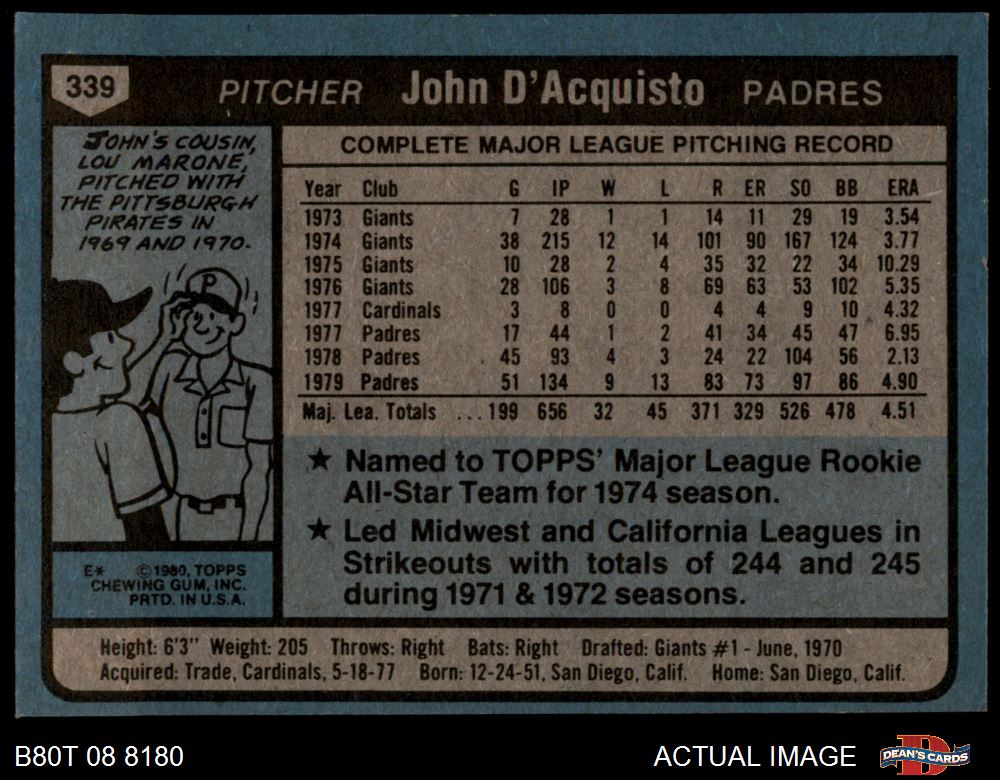 339
PITCHER John D'Acquisto PADRES
JOHN'S COUSIN,
LOU MARONE,
PITCHED WITH
THE PITTSBURGH
PIRATES IN
1969 AND 1970.
P
E* ©1980, TOPPS
CHEWING GUM, INC.
PRTD. IN U.S.A.
COMPLETE MAJOR LEAGUE PITCHING RECORD
Year Club G IP W L R ER SO BB ERA
1973 Giants 7 28 1 1 14 11 29 19 3.54
1974 Giants 38 215 12 14 101 90 167 124 3.77
1975 Giants 10 28 2 4 35 32 22 34 10.29
1976 Giants 28 106 3 8 69 63 53 102 5.35
1977 Cardinals 3 8 0 0 4 4 9 10 4.32
1977 Padres 17 44 1 2 41 34 45 47 6.95
1978 Padres 45 93 4 3 24 22 104 56 2.13
1979 Padres 51 134 9 13 83 73 97 86 4.90
Maj. Lea. Totals ...199 656 32 45 371 329 526 478 4.51
★ Named to TOPPS' Major League Rookie
All-Star Team for 1974 season.
★ Led Midwest and California Leagues in
Strikeouts with totals of 244 and 245
during 1971 & 1972 seasons.
Height: 6'3" Weight: 205 Throws: Right Bats: Right Drafted: Giants #1 - June, 1970
Acquired: Trade, Cardinals, 5-18-77 Born: 12-24-51, San Diego, Calif. Home: San Diego, Calif.
B80T 08 8180 ACTUAL IMAGE
D
DEAN'S CARDS